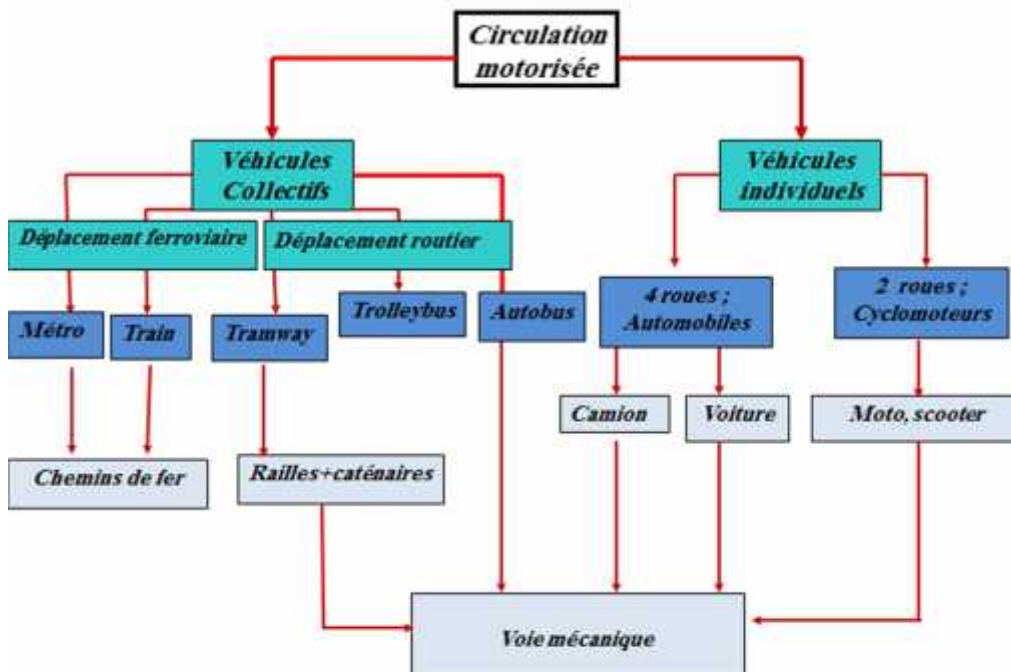 Circulation
motorisée
Véhicules
Collectifs
Véhicules
individuels
Déplacement ferroviaire
Déplacement routier
Métro
Train
Tramway
Trolleybus
Autobus
4 roues ;
Automobiles
2 roues ;
Cyclomoteurs
Camion
Voiture
Moto, scooter
Chemins de fer
Railles+caténaires
Voie mécanique